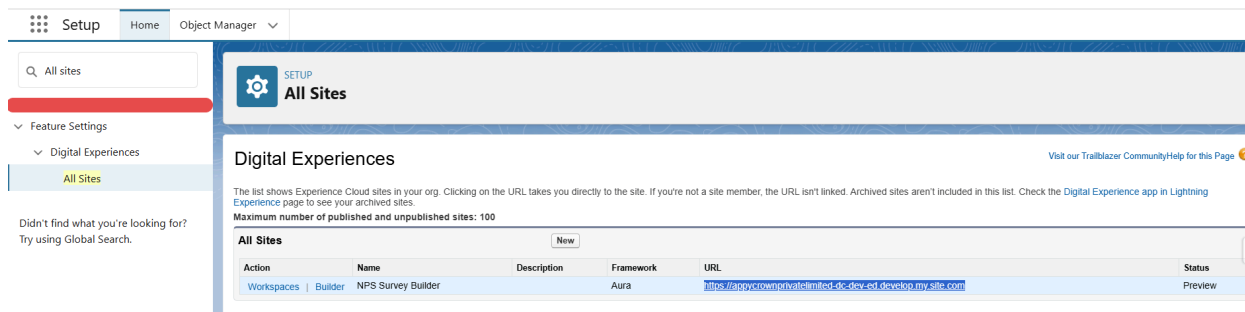 Setup
Home
Object Manager
All sites
SETUP
All Sites
Feature Settings
Digital Experiences
All Sites
Didn't find what you're looking for?
Try using Global Search.
Digital Experiences
Visit our Trailblazer Community
Help for this Page
The list shows Experience Cloud sites in your org. Clicking on the URL takes you directly to the site. If you're not a site member, the URL isn't linked. Archived sites aren't included in this list. Check the Digital Experience app in Lightning
Experience page to see your archived sites.
Maximum number of published and unpublished sites: 100
All Sites
New
Action Name Description Framework URL Status
Workspaces | Builder NPS Survey Builder Aura https://appycrownprivatelimited-dc-dev-ed.develop.my.site.com Preview